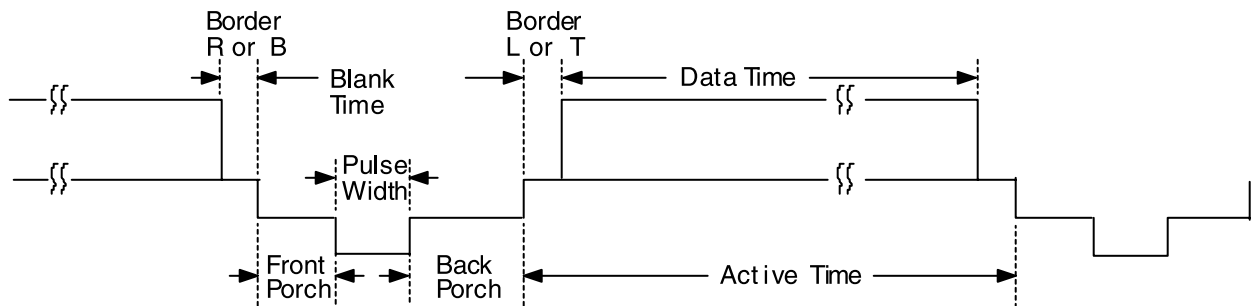 Border
R or B
Border
L or T
Blank
Time
Data Time
Pulse
Width
Front
Porch
Back
Porch
Active Time